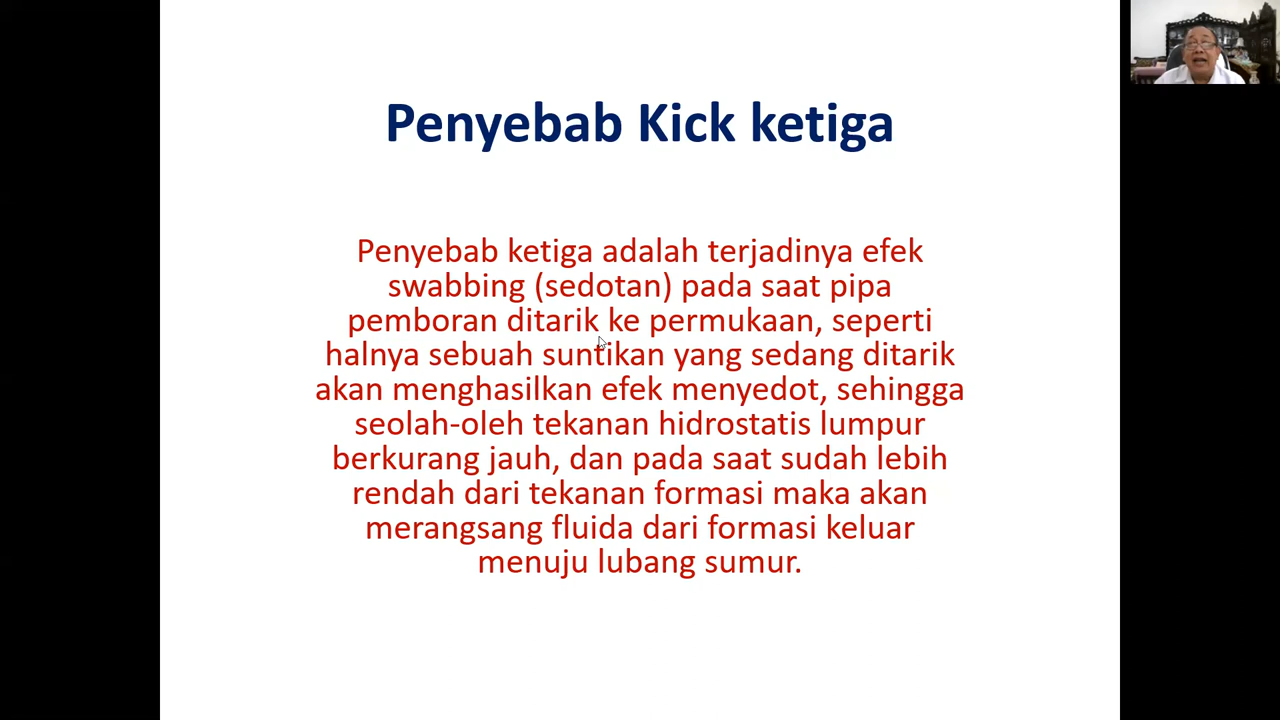 Penyebab Kick ketiga
Penyebab ketiga adalah terjadinya efek
swabbing (sedotan) pada saat pipa
pemboran ditarik ke permukaan, seperti
halnya sebuah suntikan yang sedang ditarik
akan menghasilkan efek menyedot, sehingga
seolah-oleh tekanan hidrostatis lumpur
berkurang jauh, dan pada saat sudah lebih
rendah dari tekanan formasi maka akan
merangsang fluida dari formasi keluar
menuju lubang sumur.